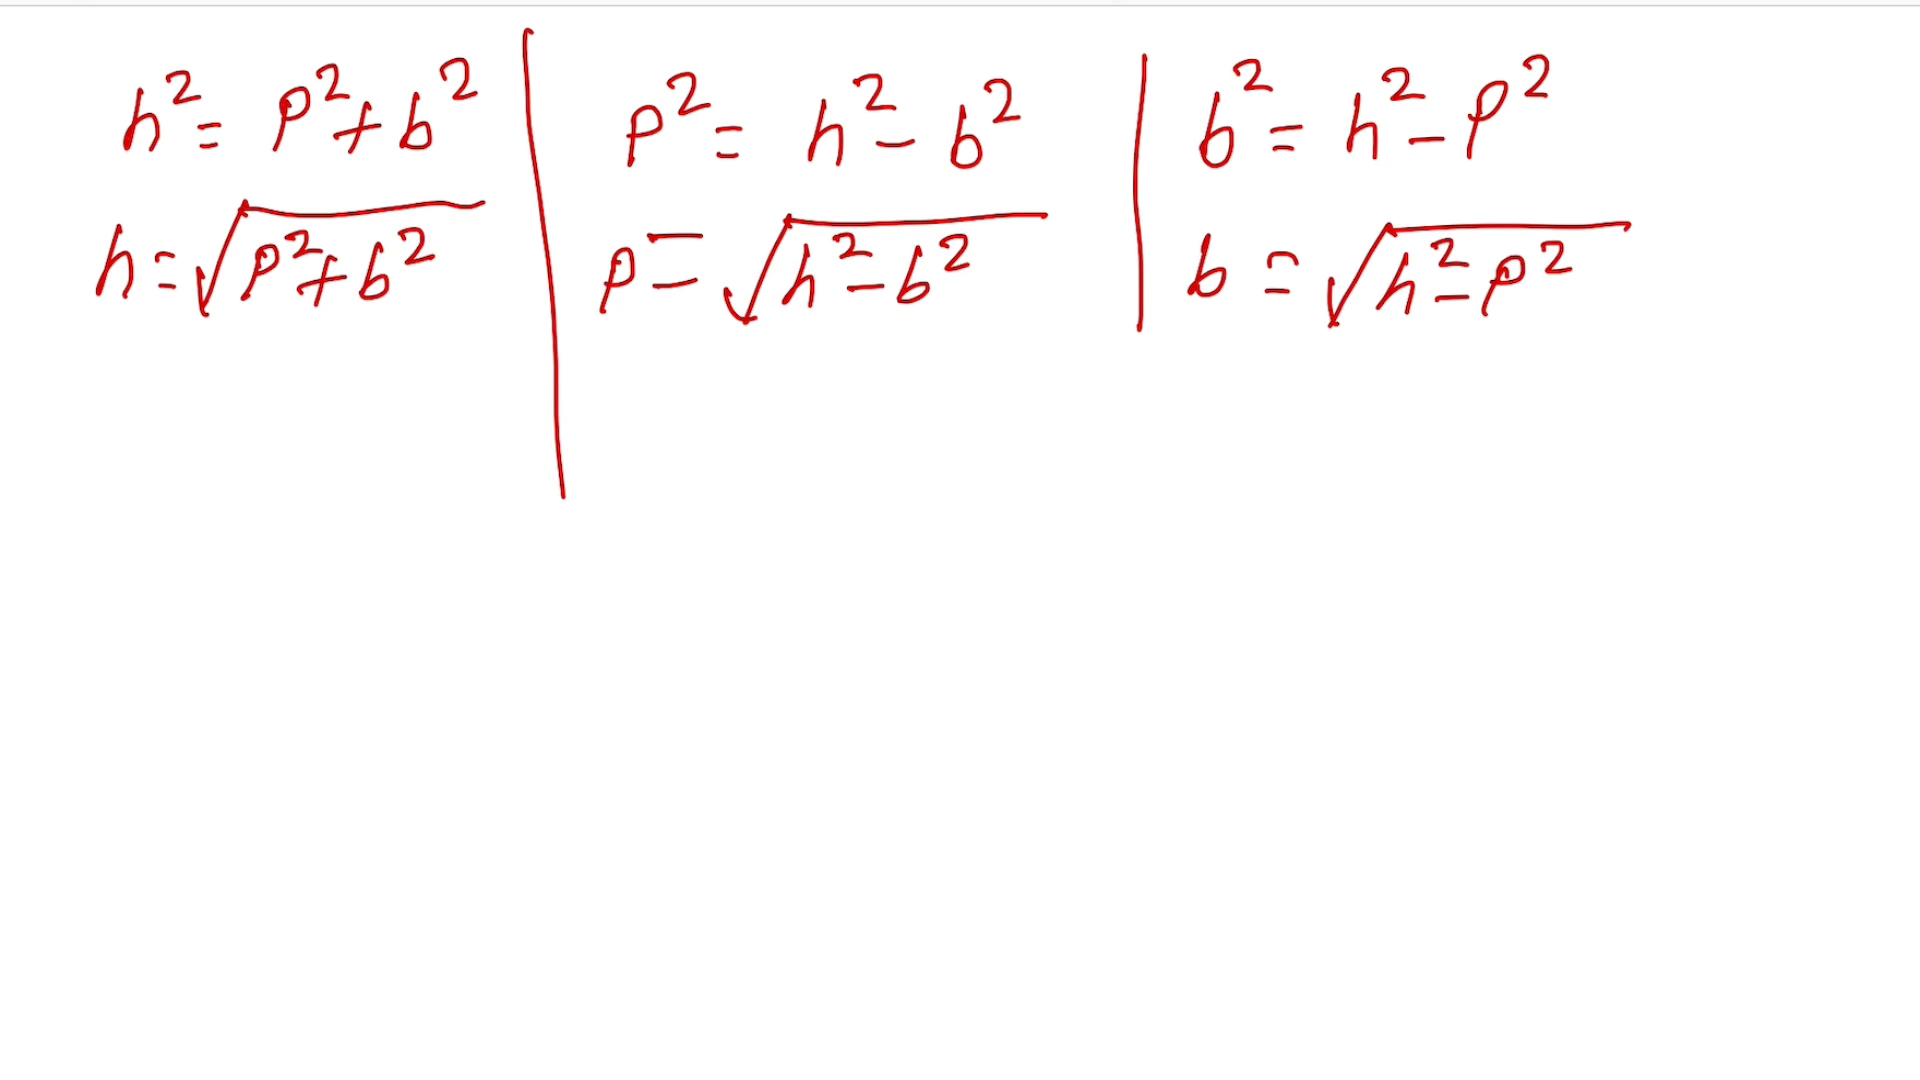 h² = p² + b²
h = √(p² + b²)
p² = h² − b²
p = √(h² − b²)
b² = h² − p²
b = √(h² − p²)